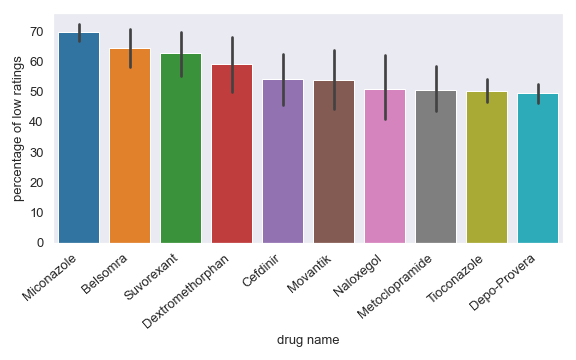 percentage of low ratings
70
60
50
40
30
20
10
0
Miconazole
Belsomra
Suvorexant
Dextromethorphan
Cefdinir
Movantik
Naloxegol
Metoclopramide
Tioconazole
Depo-Provera
drug name